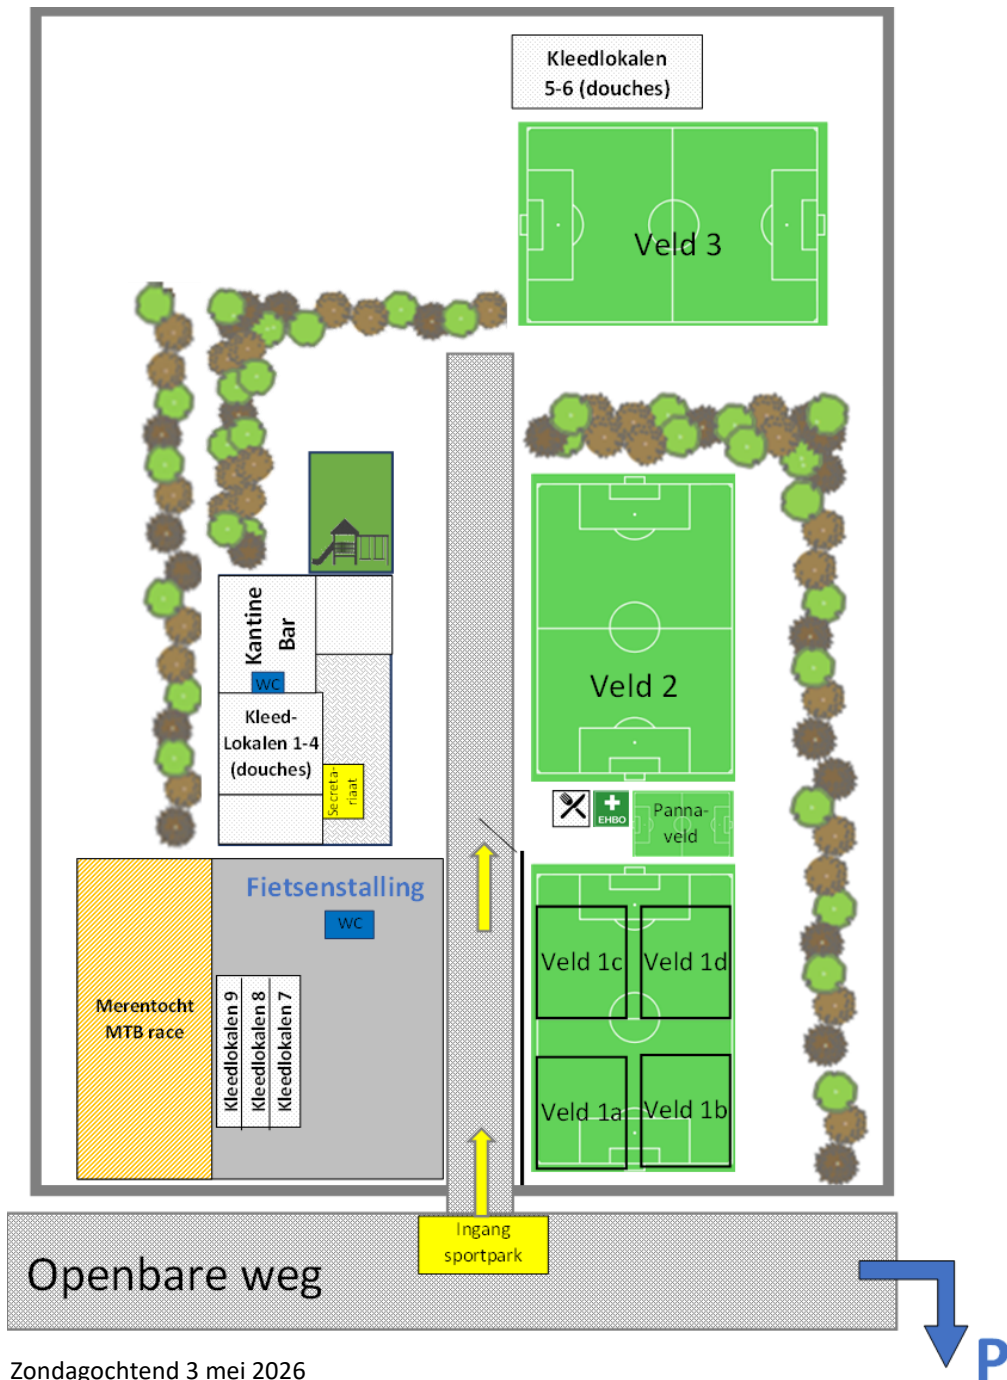 Kleedlokalen
5-6 (douches)
Veld 3
Kantine
Bar
WC
Kleed-
Lokalen 1-4
(douches)
Secreta-
riaat
Veld 2
EHBO
Panna-
veld
Fietsenstalling
WC
Merentocht
MTB race
Kleedlokalen 9
Kleedlokalen 8
Kleedlokalen 7
Veld 1c
Veld 1d
Veld 1a
Veld 1b
Ingang
sportpark
Openbare weg
P
Zondagochtend 3 mei 2026